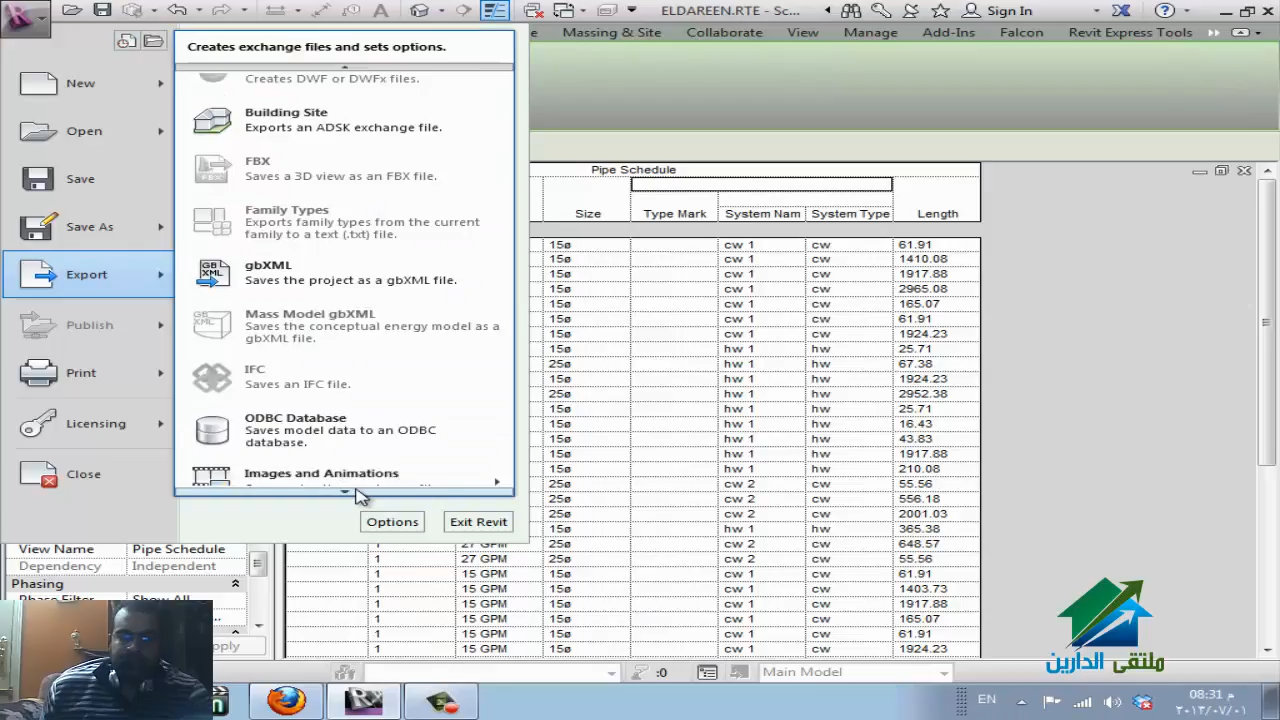 ELDAREEN.RTE - Sc...
Sign In
Massing & Site
Collaborate
View
Manage
Add-Ins
Falcon
Revit Express Tools
Creates exchange files and sets options.
New
Open
Save
Save As
Export
Publish
Print
Licensing
Close
Creates DWF or DWFx files.
Building Site
Exports an ADSK exchange file.
FBX
Saves a 3D view as an FBX file.
Family Types
Exports family types from the current
family to a text (.txt) file.
gbXML
Saves the project as a gbXML file.
Mass Model gbXML
Saves the conceptual energy model as a
gbXML file.
IFC
Saves an IFC file.
ODBC Database
Saves model data to an ODBC
database.
Images and Animations
Options
Exit Revit
Pipe Schedule
Size Type Mark System Nam System Type Length
15ø cw 1 cw 61.91
15ø cw 1 cw 1410.08
15ø cw 1 cw 1917.88
15ø cw 1 cw 2965.08
15ø cw 1 cw 165.07
15ø cw 1 cw 61.91
15ø cw 1 cw 1924.23
15ø hw 1 hw 25.71
25ø hw 1 hw 67.38
15ø hw 1 hw 1924.23
25ø hw 1 hw 2952.38
15ø hw 1 hw 25.71
15ø hw 1 hw 16.43
15ø hw 1 hw 43.83
15ø hw 1 hw 165.07
15ø hw 1 hw 210.08
15ø cw 2 cw 55.56
25ø cw 2 cw 556.18
25ø cw 2 cw 2001.03
15ø hw 1 hw 365.38
1 27 GPM 25ø cw 2 cw 648.57
1 27 GPM 25ø cw 2 cw 55.56
1 15 GPM 15ø cw 1 cw 61.91
1 15 GPM 15ø cw 1 cw 1403.73
1 15 GPM 15ø cw 1 cw 1917.88
1 15 GPM 15ø cw 1 cw 165.07
1 15 GPM 15ø cw 1 cw 61.91
1 15 GPM 15ø cw 1 cw 1924.23
View Name Pipe Schedule
Dependency Independent
Phasing
Phase Filter Show All
pply
:0
Main Model
ملتقى الدارين
EN
08:31 م
٢٠١٣/٠٧/٠١